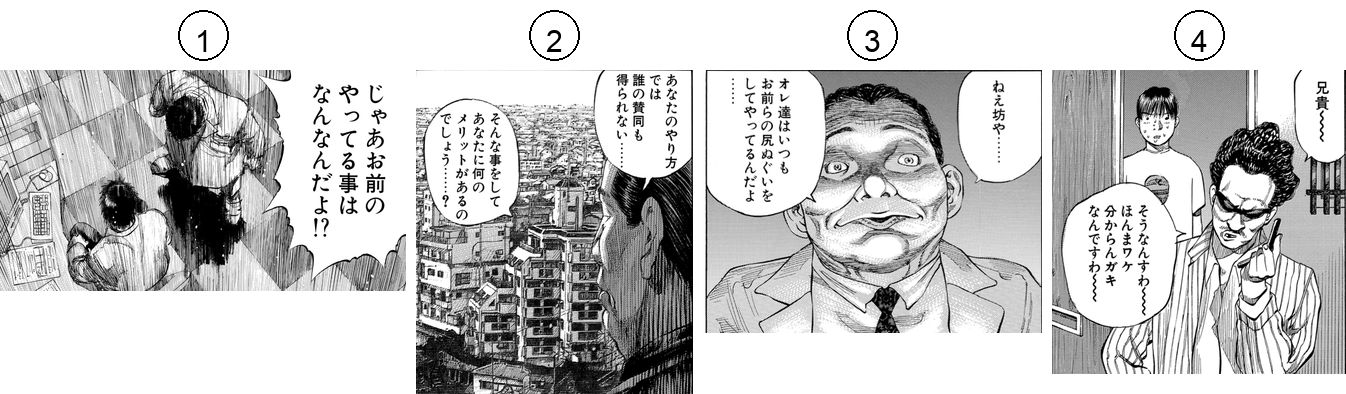 1
じゃあお前の
やってる事は
なんなんだよ!?
2
あなたのやり方
では
誰の賛同も
得られない……
そんな事をして
あなたに何の
メリットがあるの
でしょう……?
3
ねえ坊や……
オレ達はいつも
お前らの尻ぬぐいを
してやってるんだよ
……
4
兄貴〜〜
そうなんすわ〜〜
ほんまワケ
分からんガキ
なんですわ〜〜